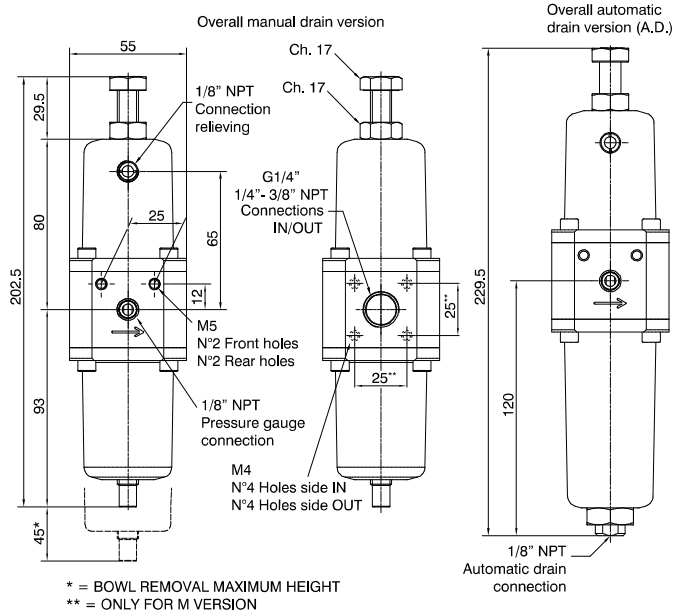 Overall manual drain version
Overall automatic
drain version (A.D.)
55
29.5
80
202.5
93
45*
1/8” NPT
Connection
relieving
25
65
12
M5
N°2 Front holes
N°2 Rear holes
1/8” NPT
Pressure gauge
connection
Ch. 17
Ch. 17
G1/4”
1/4”- 3/8” NPT
Connections
IN/OUT
25**
25**
M4
N°4 Holes side IN
N°4 Holes side OUT
229.5
120
1/8” NPT
Automatic drain
connection
* = BOWL REMOVAL MAXIMUM HEIGHT
** = ONLY FOR M VERSION